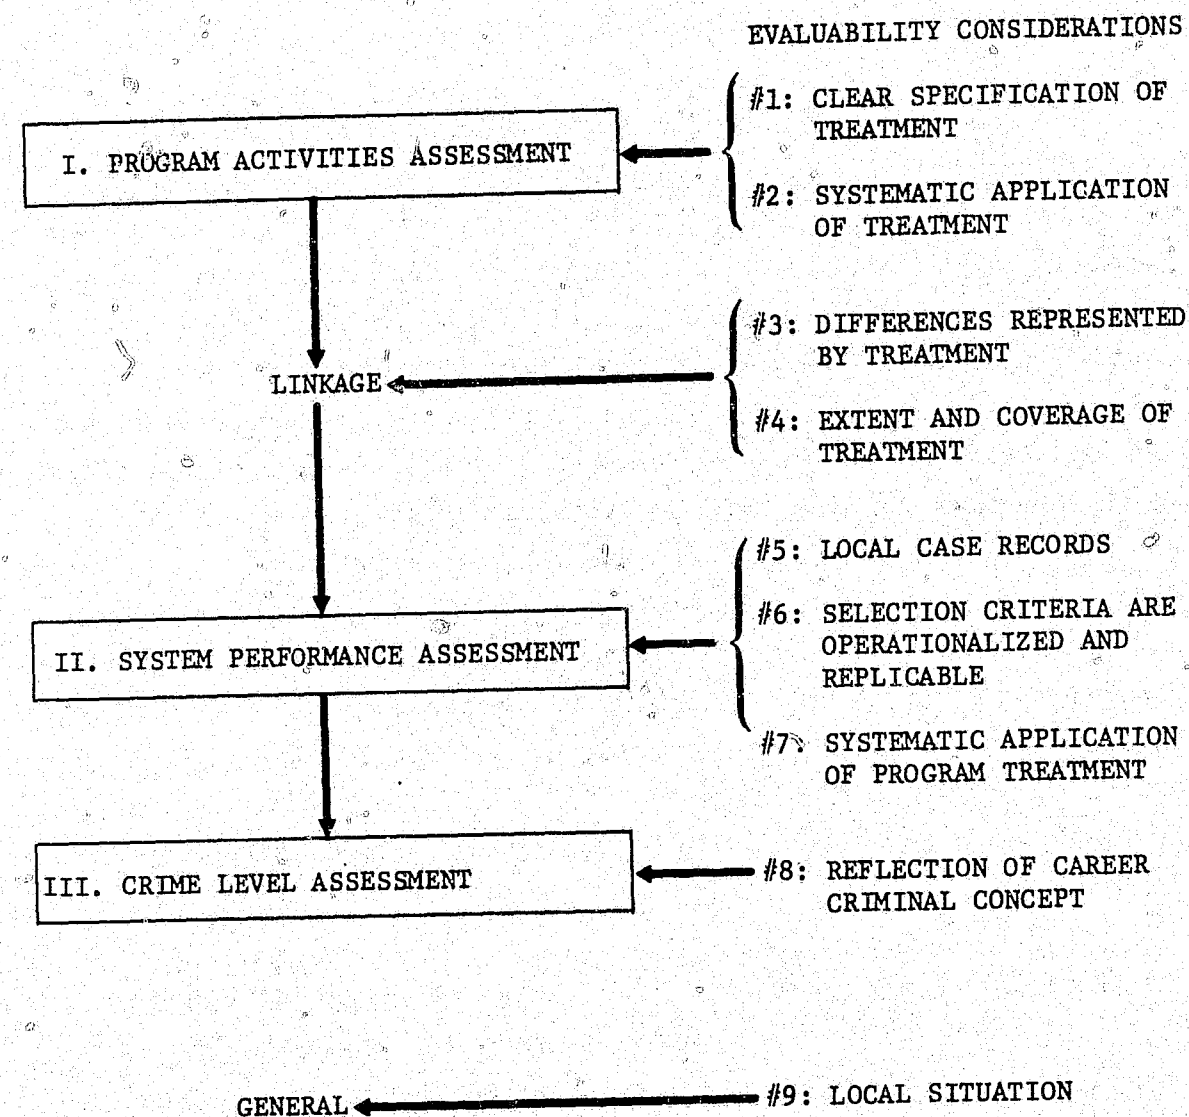 EVALUABILITY CONSIDERATIONS
#1: CLEAR SPECIFICATION OF
TREATMENT
I. PROGRAM ACTIVITIES ASSESSMENT
#2: SYSTEMATIC APPLICATION
OF TREATMENT
#3: DIFFERENCES REPRESENTED
BY TREATMENT
LINKAGE
#4: EXTENT AND COVERAGE OF
TREATMENT
#5: LOCAL CASE RECORDS
#6: SELECTION CRITERIA ARE
OPERATIONALIZED AND
REPLICABLE
II. SYSTEM PERFORMANCE ASSESSMENT
#7: SYSTEMATIC APPLICATION
OF PROGRAM TREATMENT
III. CRIME LEVEL ASSESSMENT
#8: REFLECTION OF CAREER
CRIMINAL CONCEPT
GENERAL
#9: LOCAL SITUATION